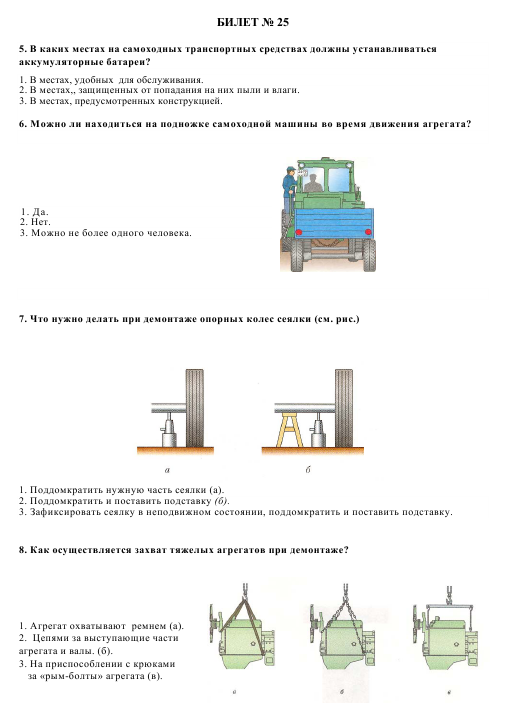 БИЛЕТ № 25
5. В каких местах на самоходных транспортных средствах должны устанавливаться
аккумуляторные батареи?
1. В местах, удобных для обслуживания.
2. В местах,, защищенных от попадания на них пыли и влаги.
3. В местах, предусмотренных конструкцией.
6. Можно ли находиться на подножке самоходной машины во время движения агрегата?
1. Да.
2. Нет.
3. Можно не более одного человека.
7. Что нужно делать при демонтаже опорных колес сеялки (см. рис.)
а б
1. Поддомкратить нужную часть сеялки (а).
2. Поддомкратить и поставить подставку (б).
3. Зафиксировать сеялку в неподвижном состоянии, поддомкратить и поставить подставку.
8. Как осуществляется захват тяжелых агрегатов при демонтаже?
1. Агрегат охватывают ремнем (а).
2. Цепями за выступающие части
агрегата и валы. (б).
3. На приспособлении с крюками
за «рым-болты» агрегата (в).
а б в